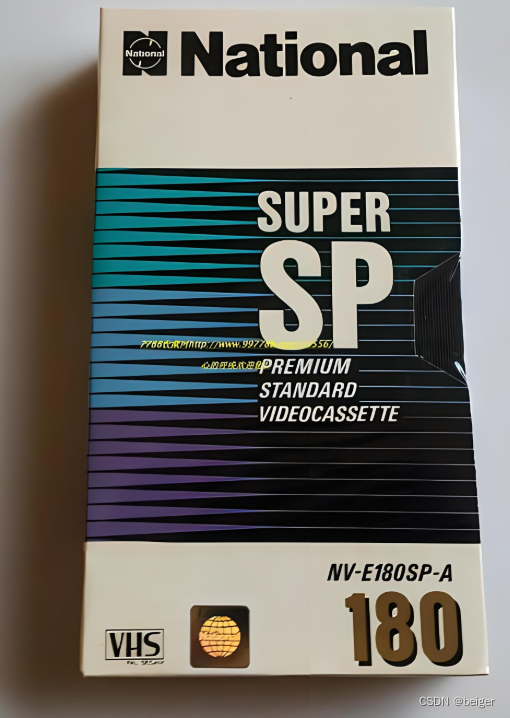 National
National
SUPER
SP
PREMIUM
STANDARD
VIDEOCASSETTE
NV-E180SP-A
180
VHS
CSDN @beiger